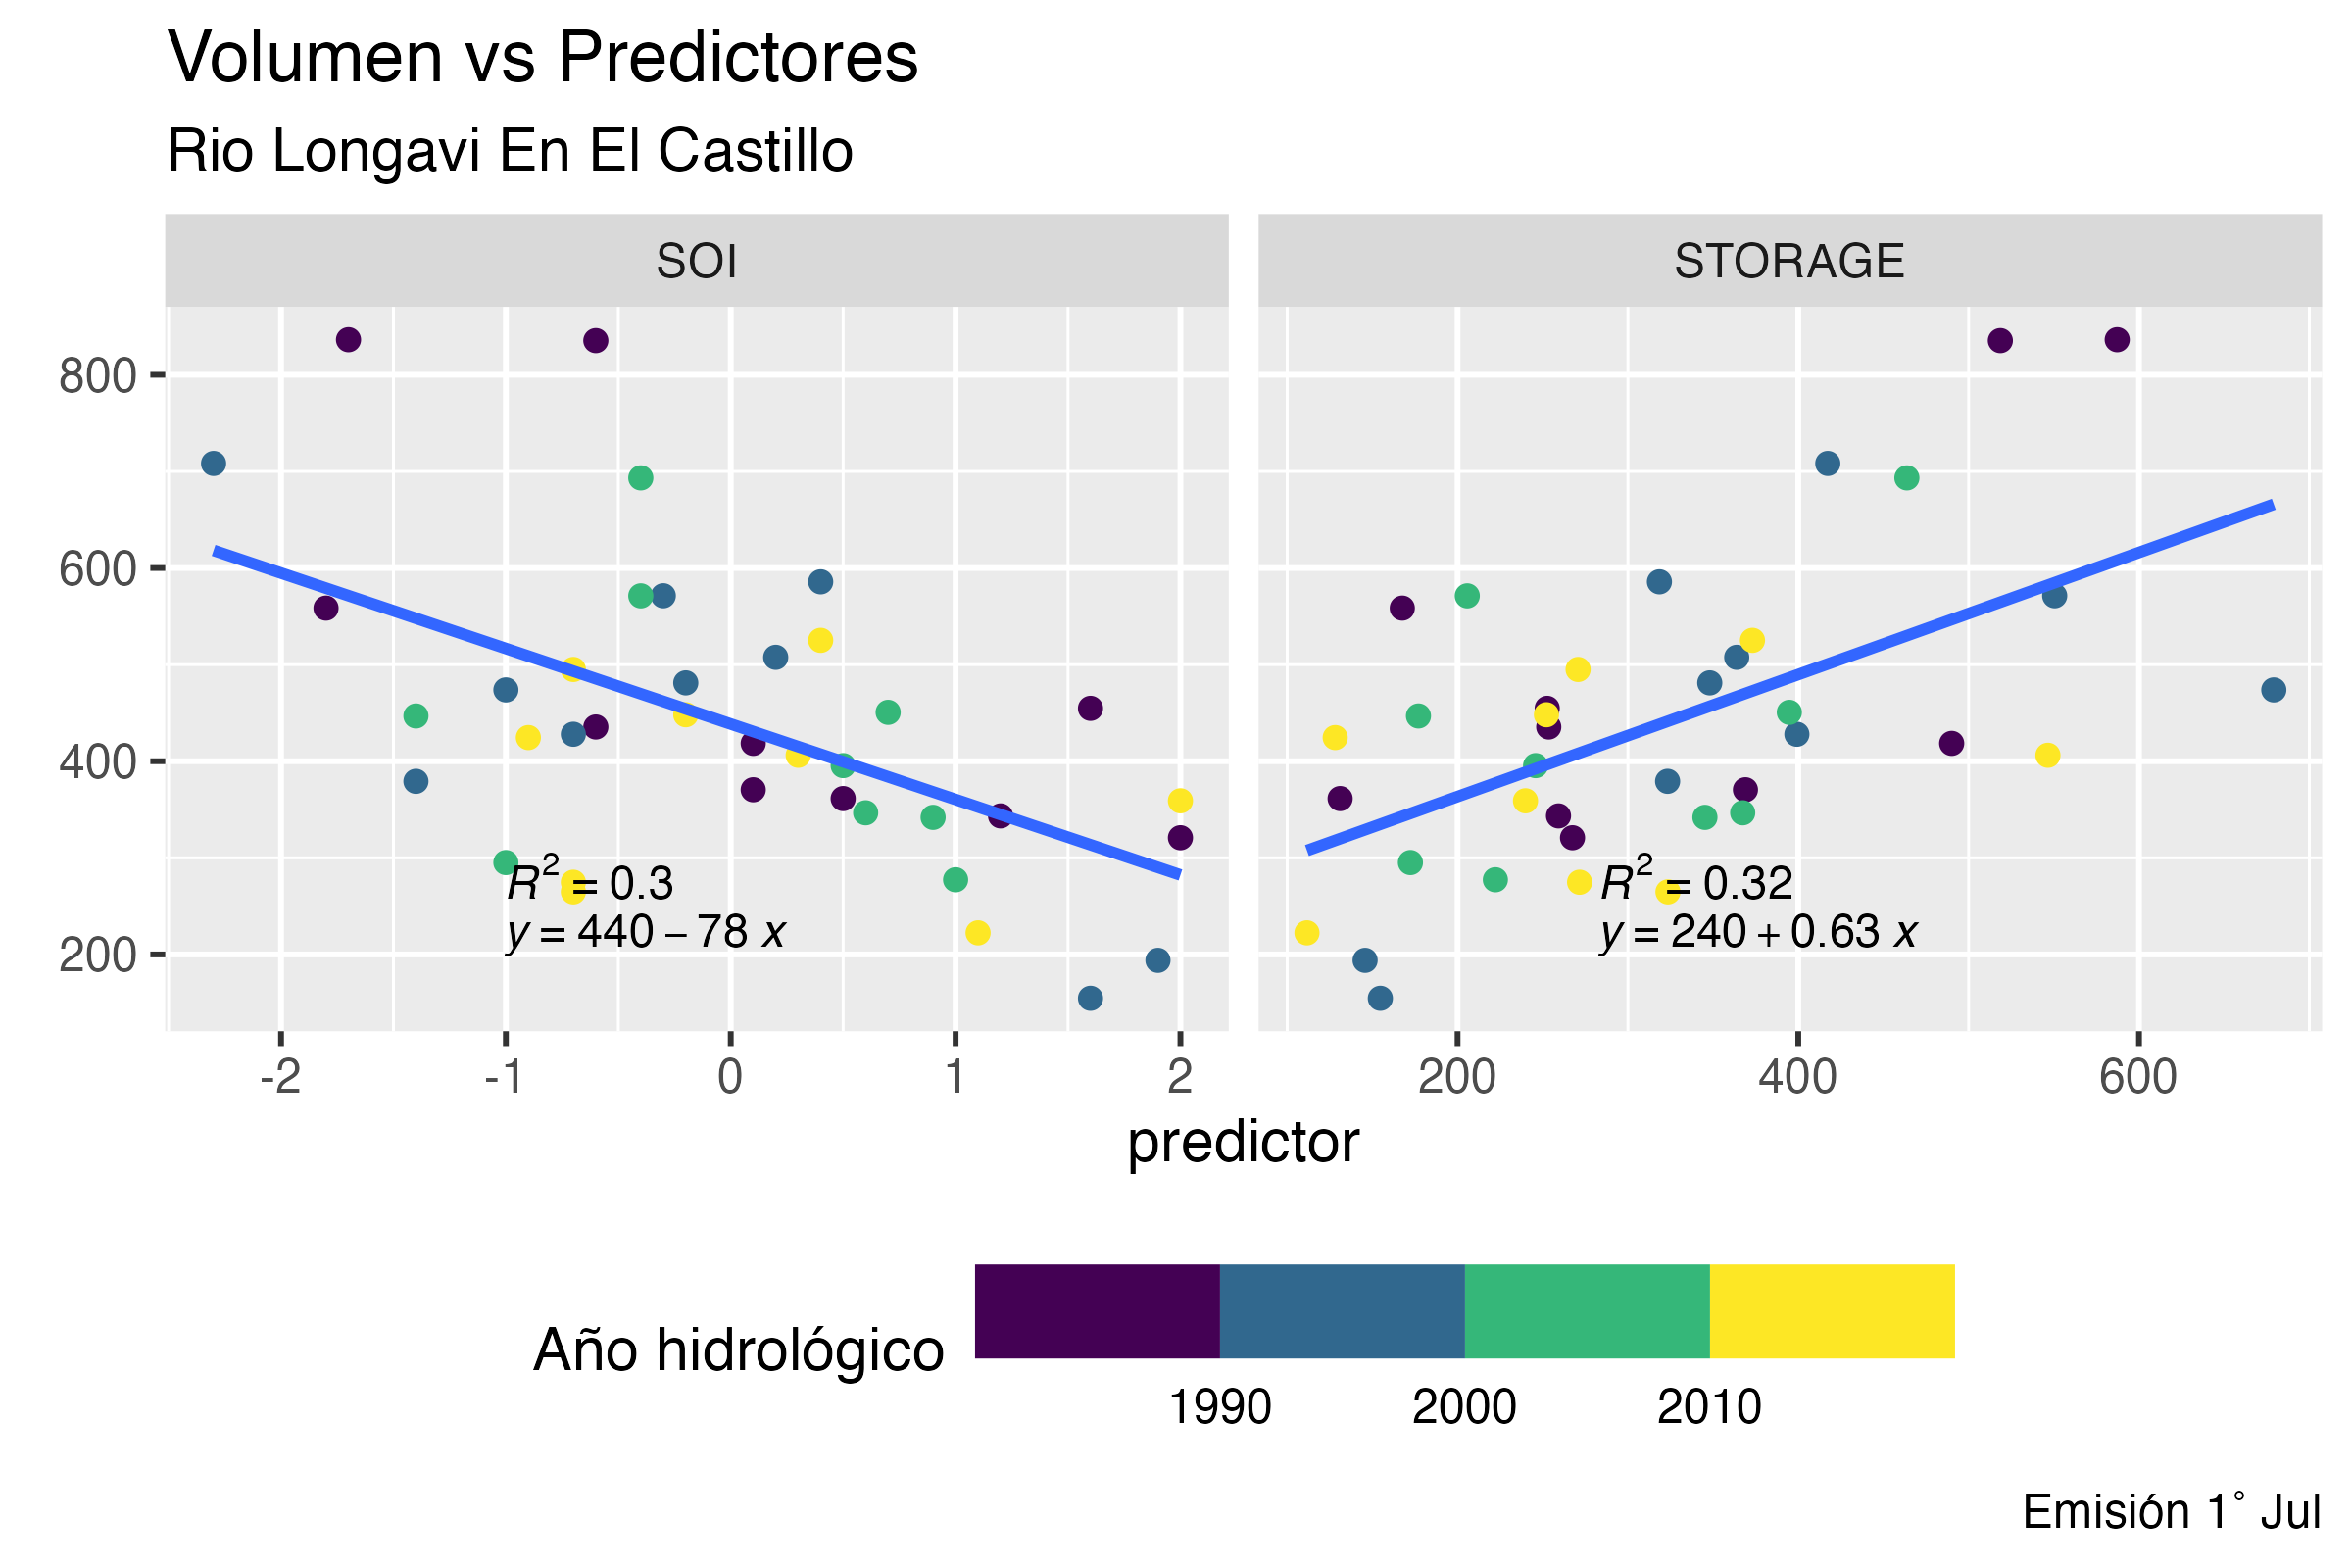 Volumen vs Predictores
Rio Longavi En El Castillo
SOI
STORAGE
800
600
400
200
R² = 0.3
y = 440 − 78 x
R² = 0.32
y = 240 + 0.63 x
-2 -1 0 1 2
200 400 600
predictor
Año hidrológico
1990 2000 2010
Emisión 1° Jul